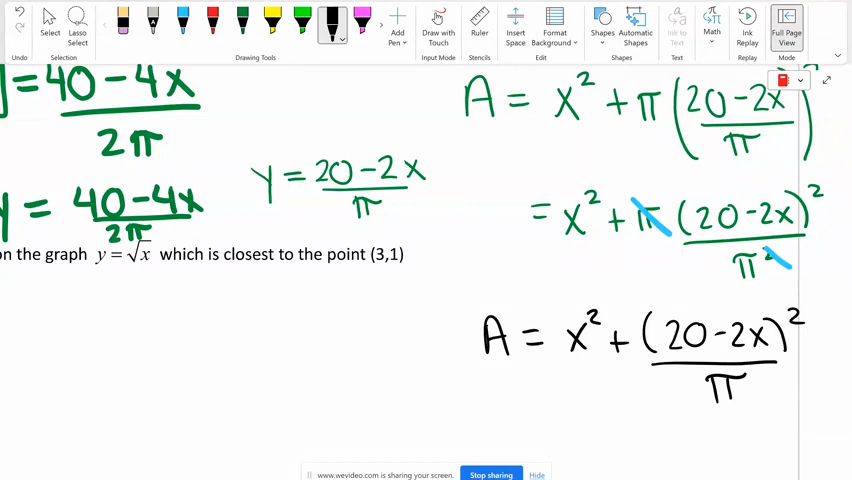 Undo
Select
Lasso Select
Selection
Drawing Tools
Add Pen
Draw with Touch
Input Mode
Ruler
Stencils
Insert Space
Format Background
Edit
Shapes
Automatic Shapes
Shapes
Ink to Text
Text
Math
Math
Ink Replay
Replay
Full Page View
Mode
= 40 - 4x / 2π
y = 40 - 4x / 2π
Y = 20 - 2x / π
on the graph y = √x which is closest to the point (3,1)
A = x² + π (20 - 2x / π)²
= x² + π (20 - 2x)² / π²
A = x² + (20 - 2x)² / π
www.wevideo.com is sharing your screen.
Stop sharing
Hide